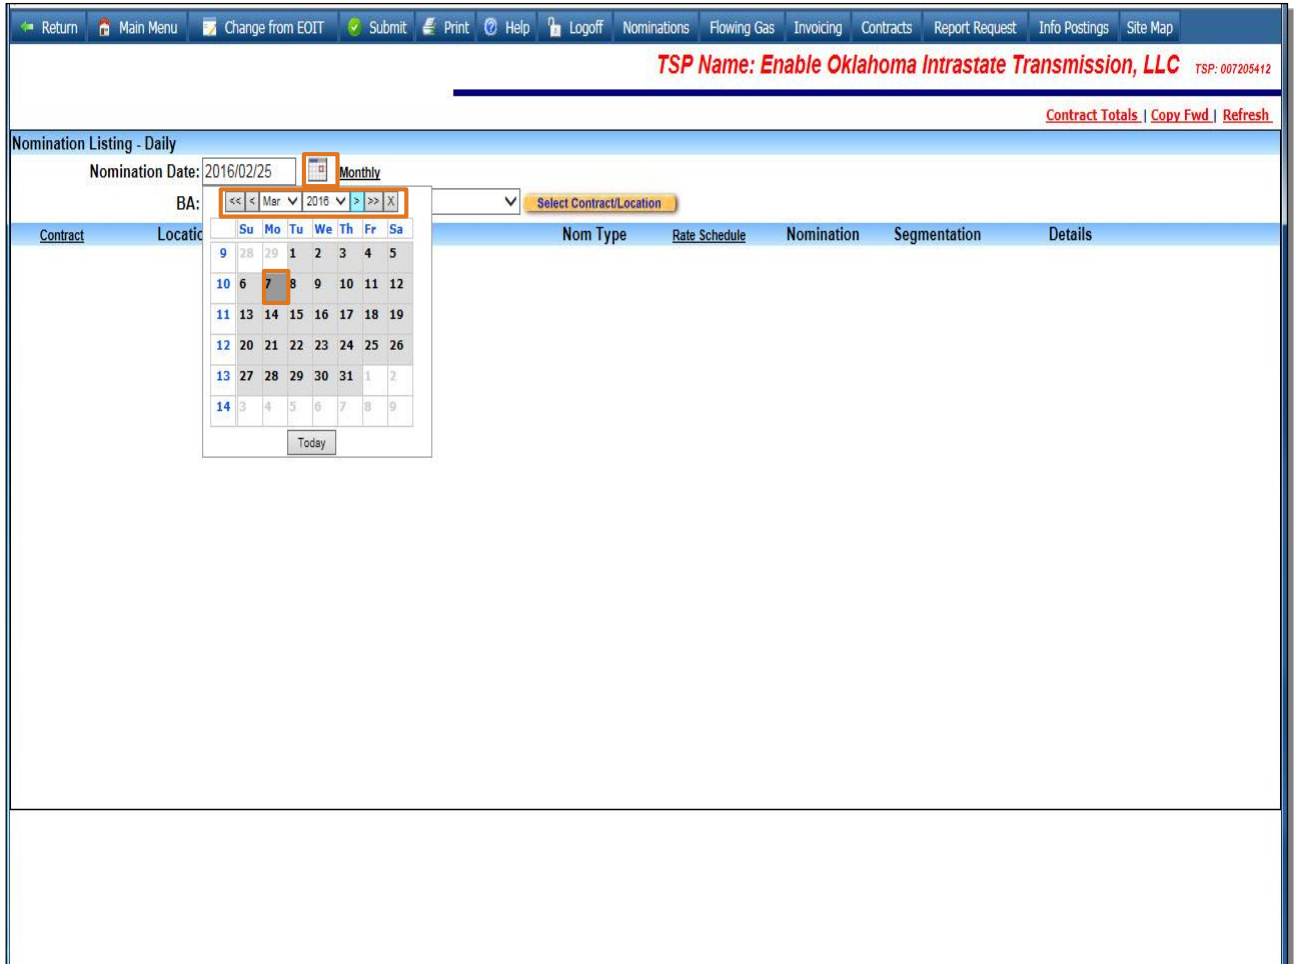 Return Main Menu Change from EOIT Submit Print Help Logoff Nominations Flowing Gas Invoicing Contracts Report Request Info Postings Site Map
TSP Name: Enable Oklahoma Intrastate Transmission, LLC TSP: 007205412
Contract Totals | Copy Fwd | Refresh
Nomination Listing - Daily
Nomination Date: 2016/02/25 Monthly
BA: Select Contract/Location
<< < Mar 2016 > >> X
Contract Locatio Nom Type Rate Schedule Nomination Segmentation Details
Su Mo Tu We Th Fr Sa
9 28 29 1 2 3 4 5
10 6 7 8 9 10 11 12
11 13 14 15 16 17 18 19
12 20 21 22 23 24 25 26
13 27 28 29 30 31 1 2
14 3 4 5 6 7 8 9
Today